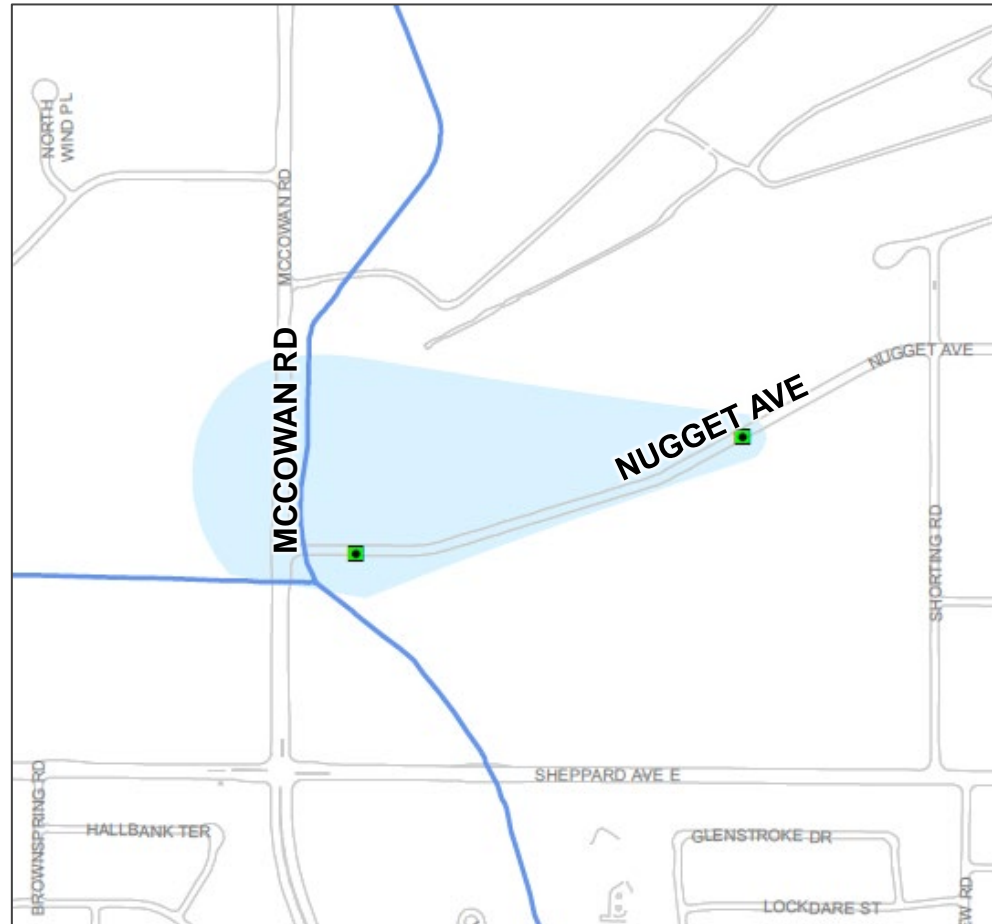 NORTH
WIND PL
MCCOWAN RD
MCCOWAN RD
NUGGET AVE
NUGGET AVE
SHORTING RD
SHEPPARD AVE E
BROWNSPRING RD
HALLBANK TER
GLENSTROKE DR
LOCKDARE ST
RD